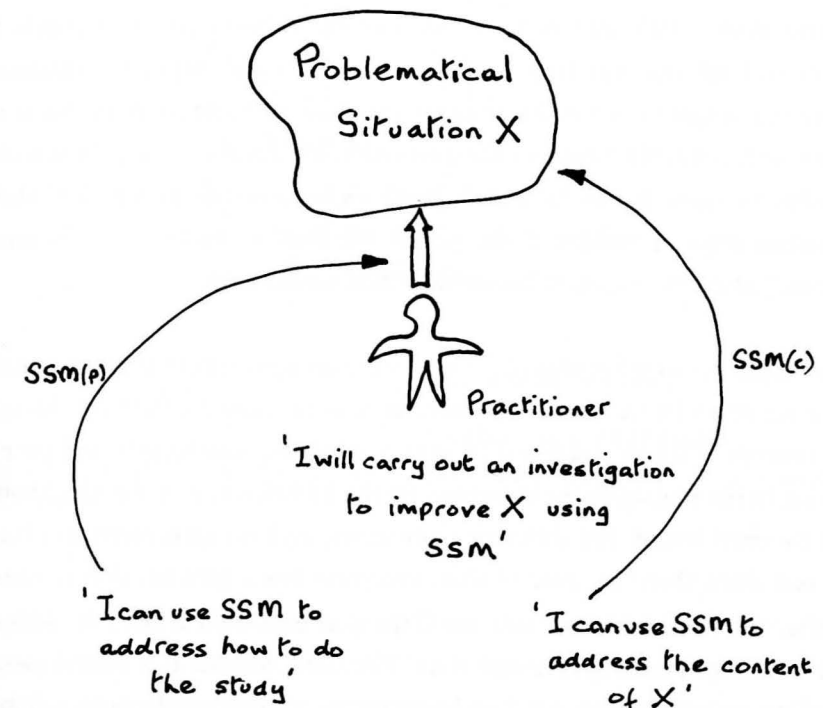 Problematical
Situation X
SSM(p)
SSM(c)
Practitioner
'I will carry out an investigation
to improve X using
SSM'
'I can use SSM to
address how to do
the study'
'I can use SSM to
address the content
of X'